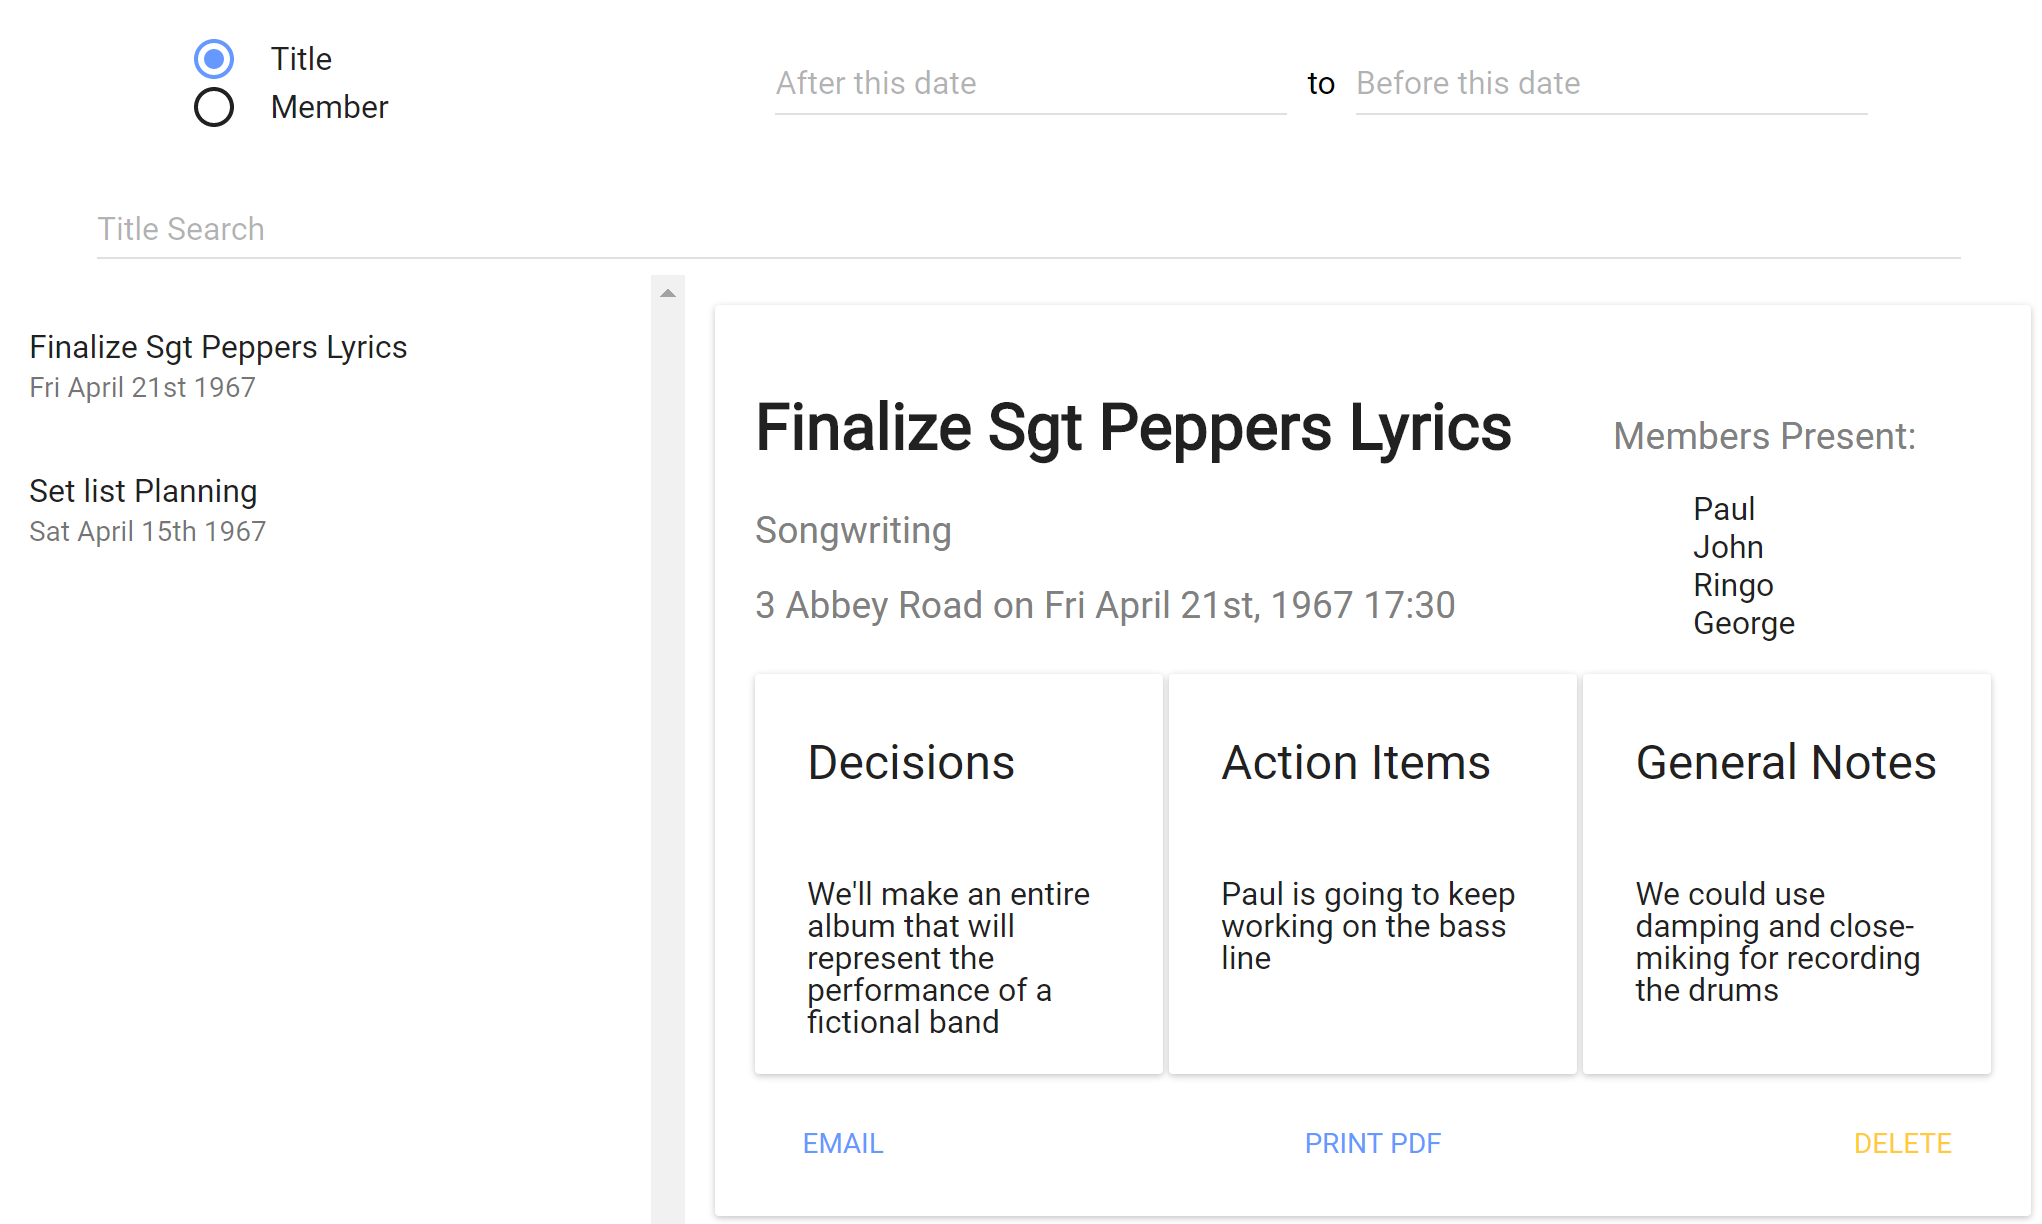 Title
Member
After this date to Before this date
Title Search
Finalize Sgt Peppers Lyrics
Fri April 21st 1967
Set list Planning
Sat April 15th 1967
Finalize Sgt Peppers Lyrics
Songwriting
3 Abbey Road on Fri April 21st, 1967 17:30
Members Present:
Paul
John
Ringo
George
Decisions
We'll make an entire
album that will
represent the
performance of a
fictional band
Action Items
Paul is going to keep
working on the bass
line
General Notes
We could use
damping and close-
miking for recording
the drums
EMAIL
PRINT PDF
DELETE